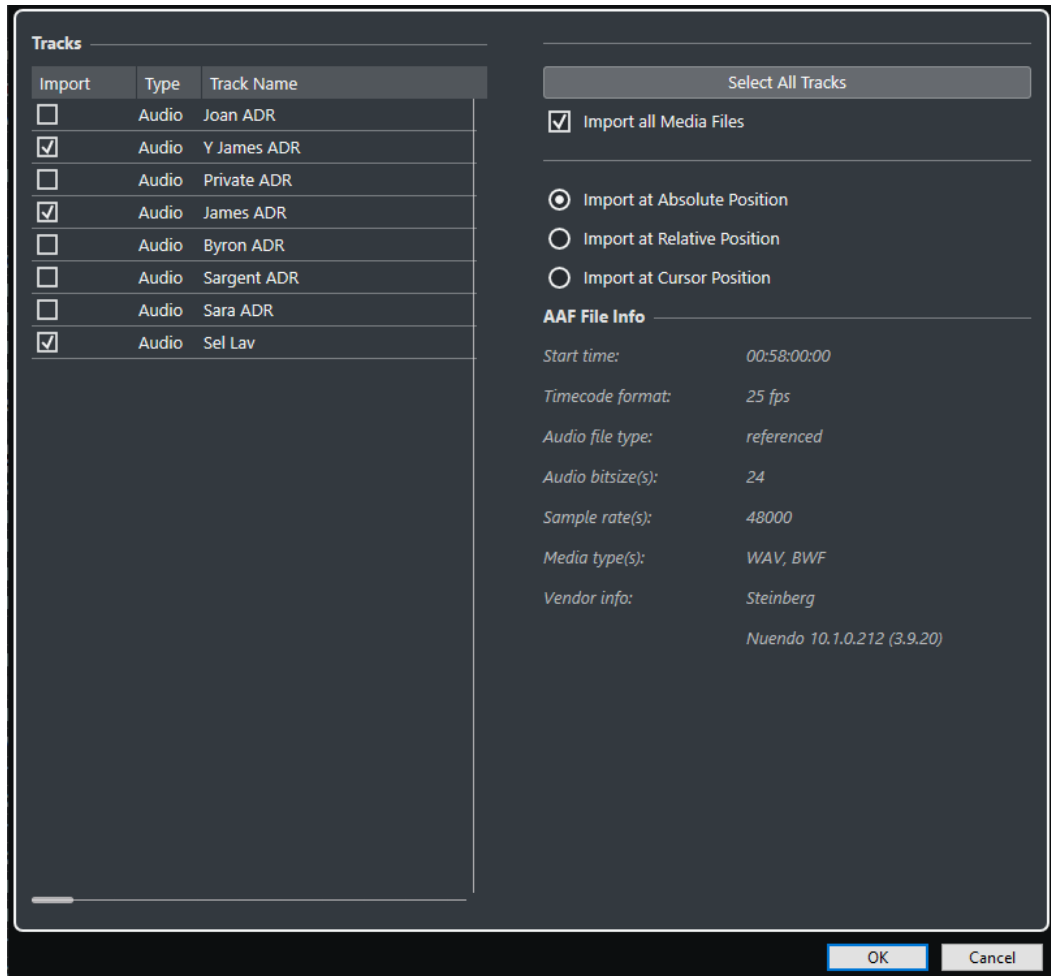 Tracks
Import Type Track Name
Audio Joan ADR
Audio Y James ADR
Audio Private ADR
Audio James ADR
Audio Byron ADR
Audio Sargent ADR
Audio Sara ADR
Audio Sel Lav
Select All Tracks
Import all Media Files
Import at Absolute Position
Import at Relative Position
Import at Cursor Position
AAF File Info
Start time: 00:58:00:00
Timecode format: 25 fps
Audio file type: referenced
Audio bitsize(s): 24
Sample rate(s): 48000
Media type(s): WAV, BWF
Vendor info: Steinberg
Nuendo 10.1.0.212 (3.9.20)
OK Cancel